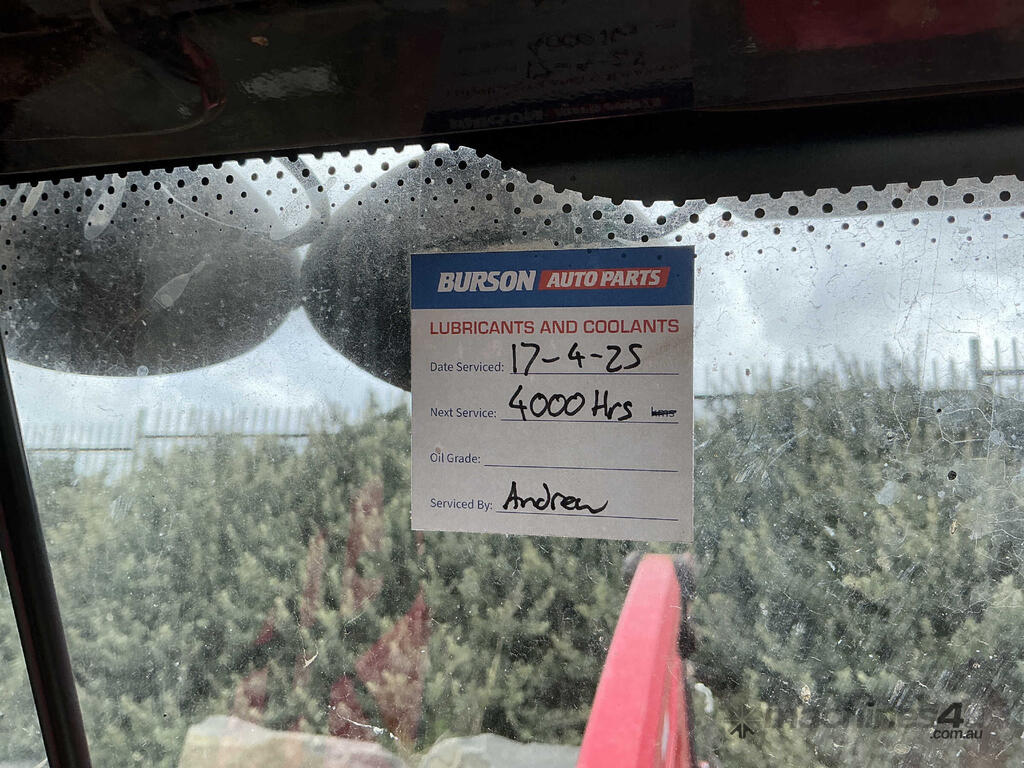 BURSON AUTO PARTS
LUBRICANTS AND COOLANTS
Date Serviced: 17-4-25
Next Service: 4000 Hrs kms
Oil Grade:
Serviced By: Andrew
machines4
.com.au